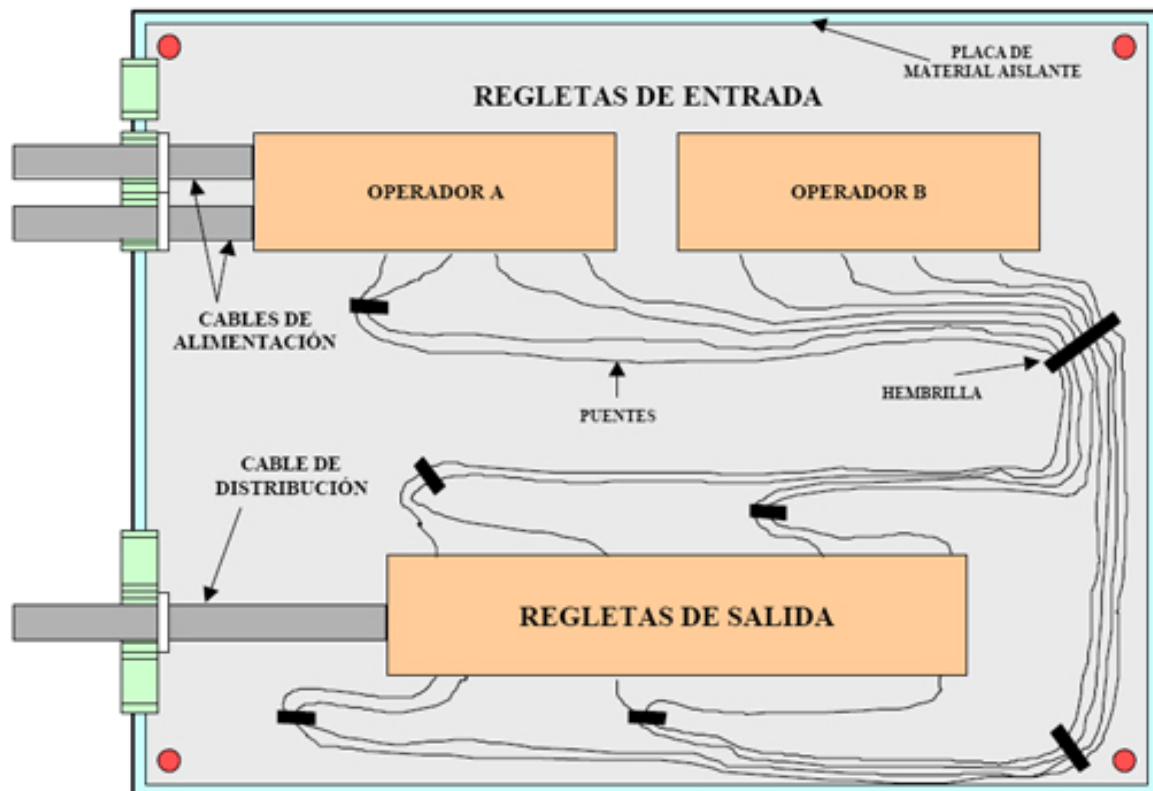 PLACA DE
MATERIAL AISLANTE
REGLETAS DE ENTRADA
OPERADOR A
OPERADOR B
CABLES DE
ALIMENTACIÓN
PUENTES
HEMBRILLA
CABLE DE
DISTRIBUCIÓN
REGLETAS DE SALIDA